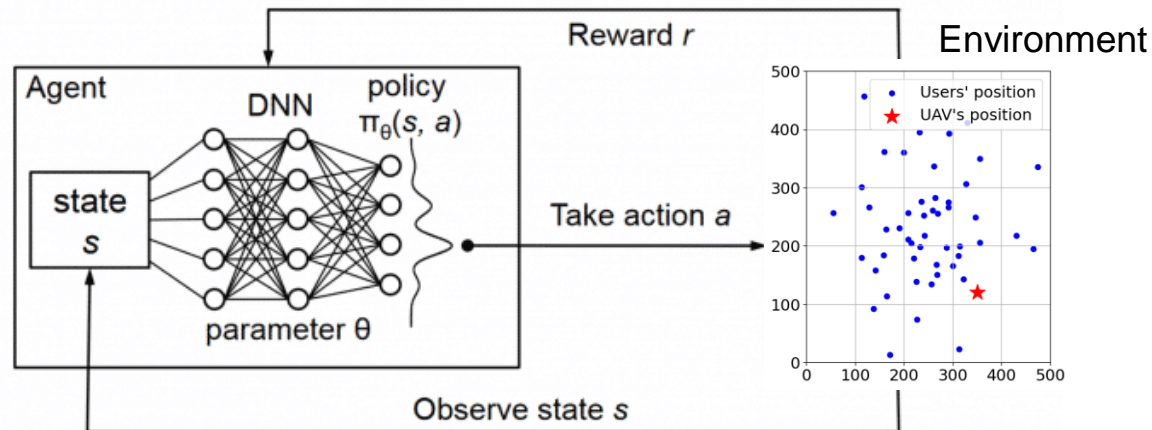 Reward r
Environment
Agent
DNN
policy
πθ(s, a)
state
s
parameter θ
Take action a
Observe state s
Users' position
UAV's position
500
400
300
200
100
0
0 100 200 300 400 500